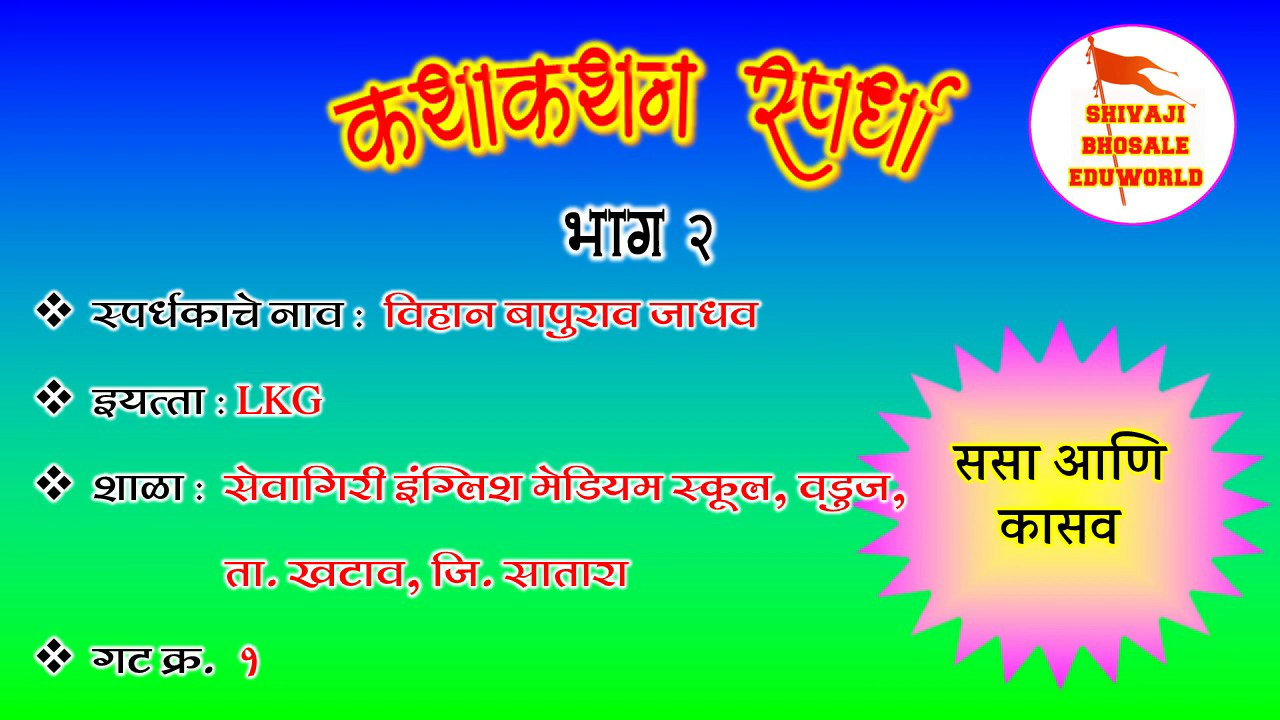 कथाकथन स्पर्धा
SHIVAJI
BHOSALE
EDUWORLD
भाग २
❖ स्पर्धकाचे नाव : विहान बापुराव जाधव
❖ इयत्ता : LKG
❖ शाळा : सेवागिरी इंग्लिश मेडियम स्कूल, वडुज,
ता. खटाव, जि. सातारा
❖ गट क्र. १
ससा आणि
कासव